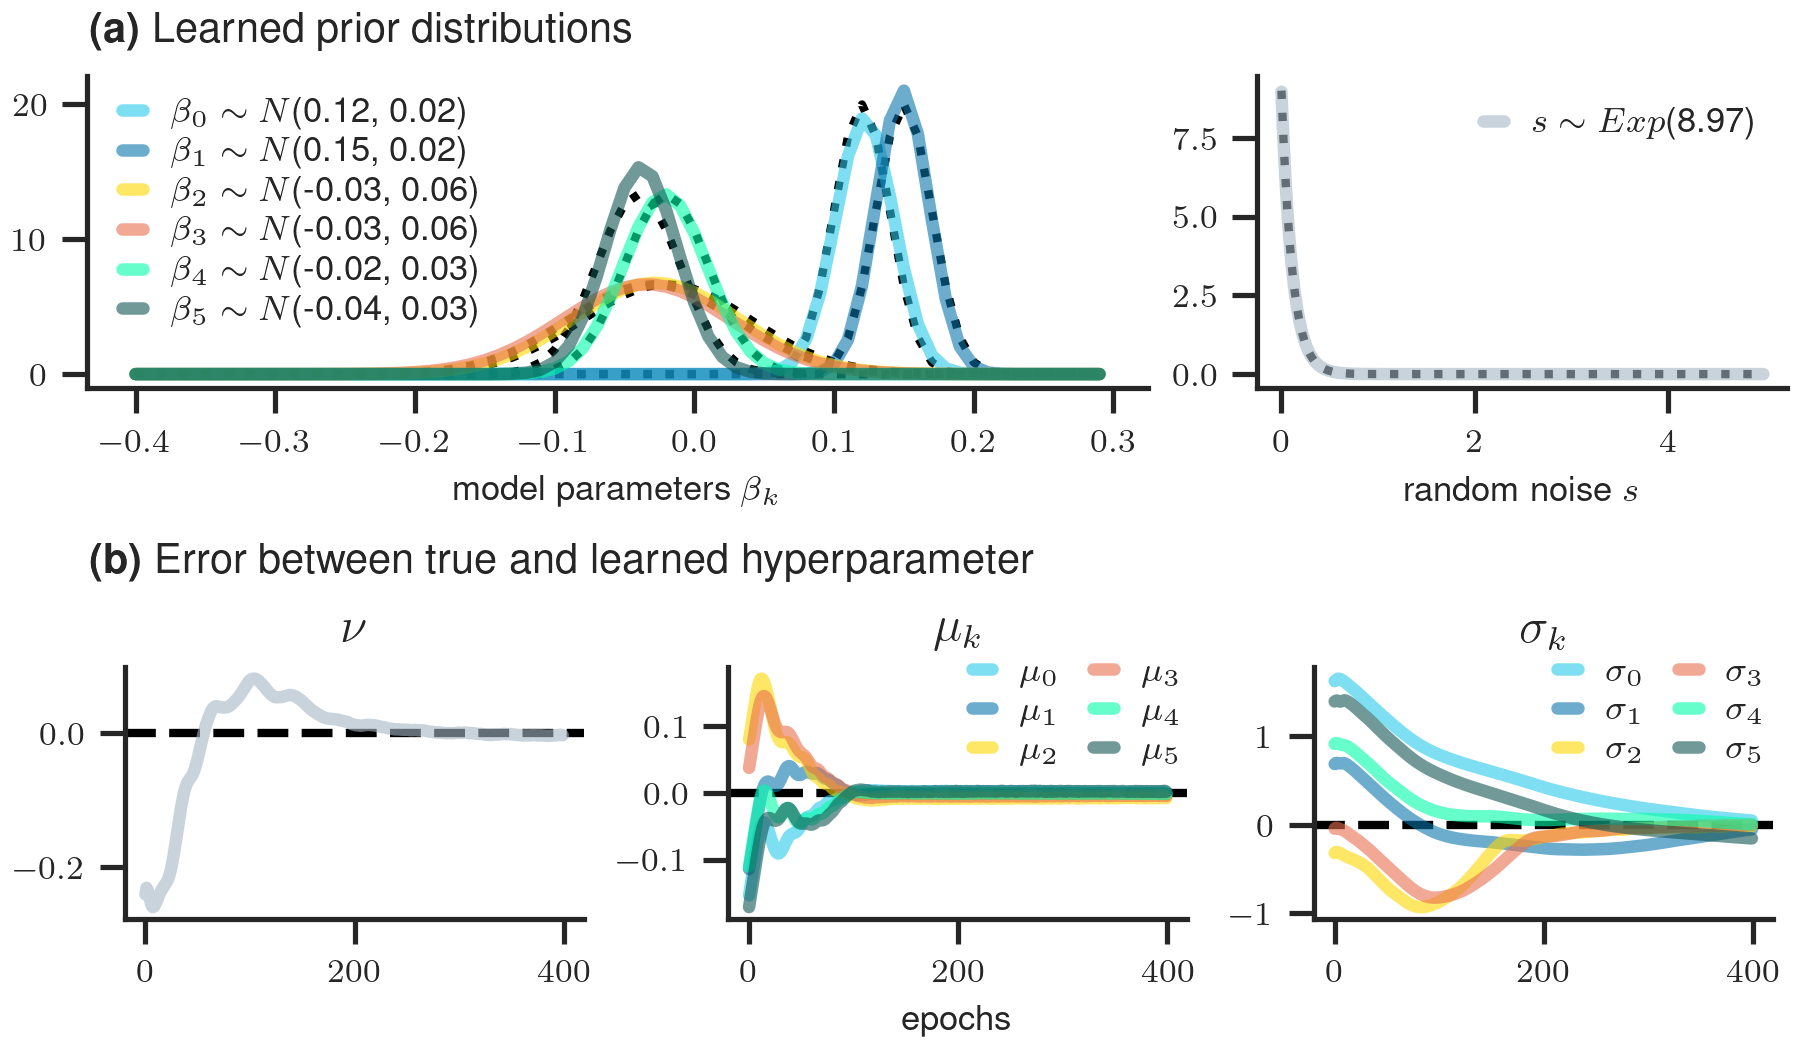 (a) Learned prior distributions
20
10
0
β0 ∼ N(0.12, 0.02)
β1 ∼ N(0.15, 0.02)
β2 ∼ N(-0.03, 0.06)
β3 ∼ N(-0.03, 0.06)
β4 ∼ N(-0.02, 0.03)
β5 ∼ N(-0.04, 0.03)
−0.4 −0.3 −0.2 −0.1 0.0 0.1 0.2 0.3
model parameters βk
7.5
5.0
2.5
0.0
s ∼ Exp(8.97)
0 2 4
random noise s
(b) Error between true and learned hyperparameter
ν
0.0
−0.2
0 200 400
μk
μ0 μ3
μ1 μ4
μ2 μ5
0.1
0.0
−0.1
0 200 400
epochs
σk
σ0 σ3
σ1 σ4
σ2 σ5
1
0
−1
0 200 400